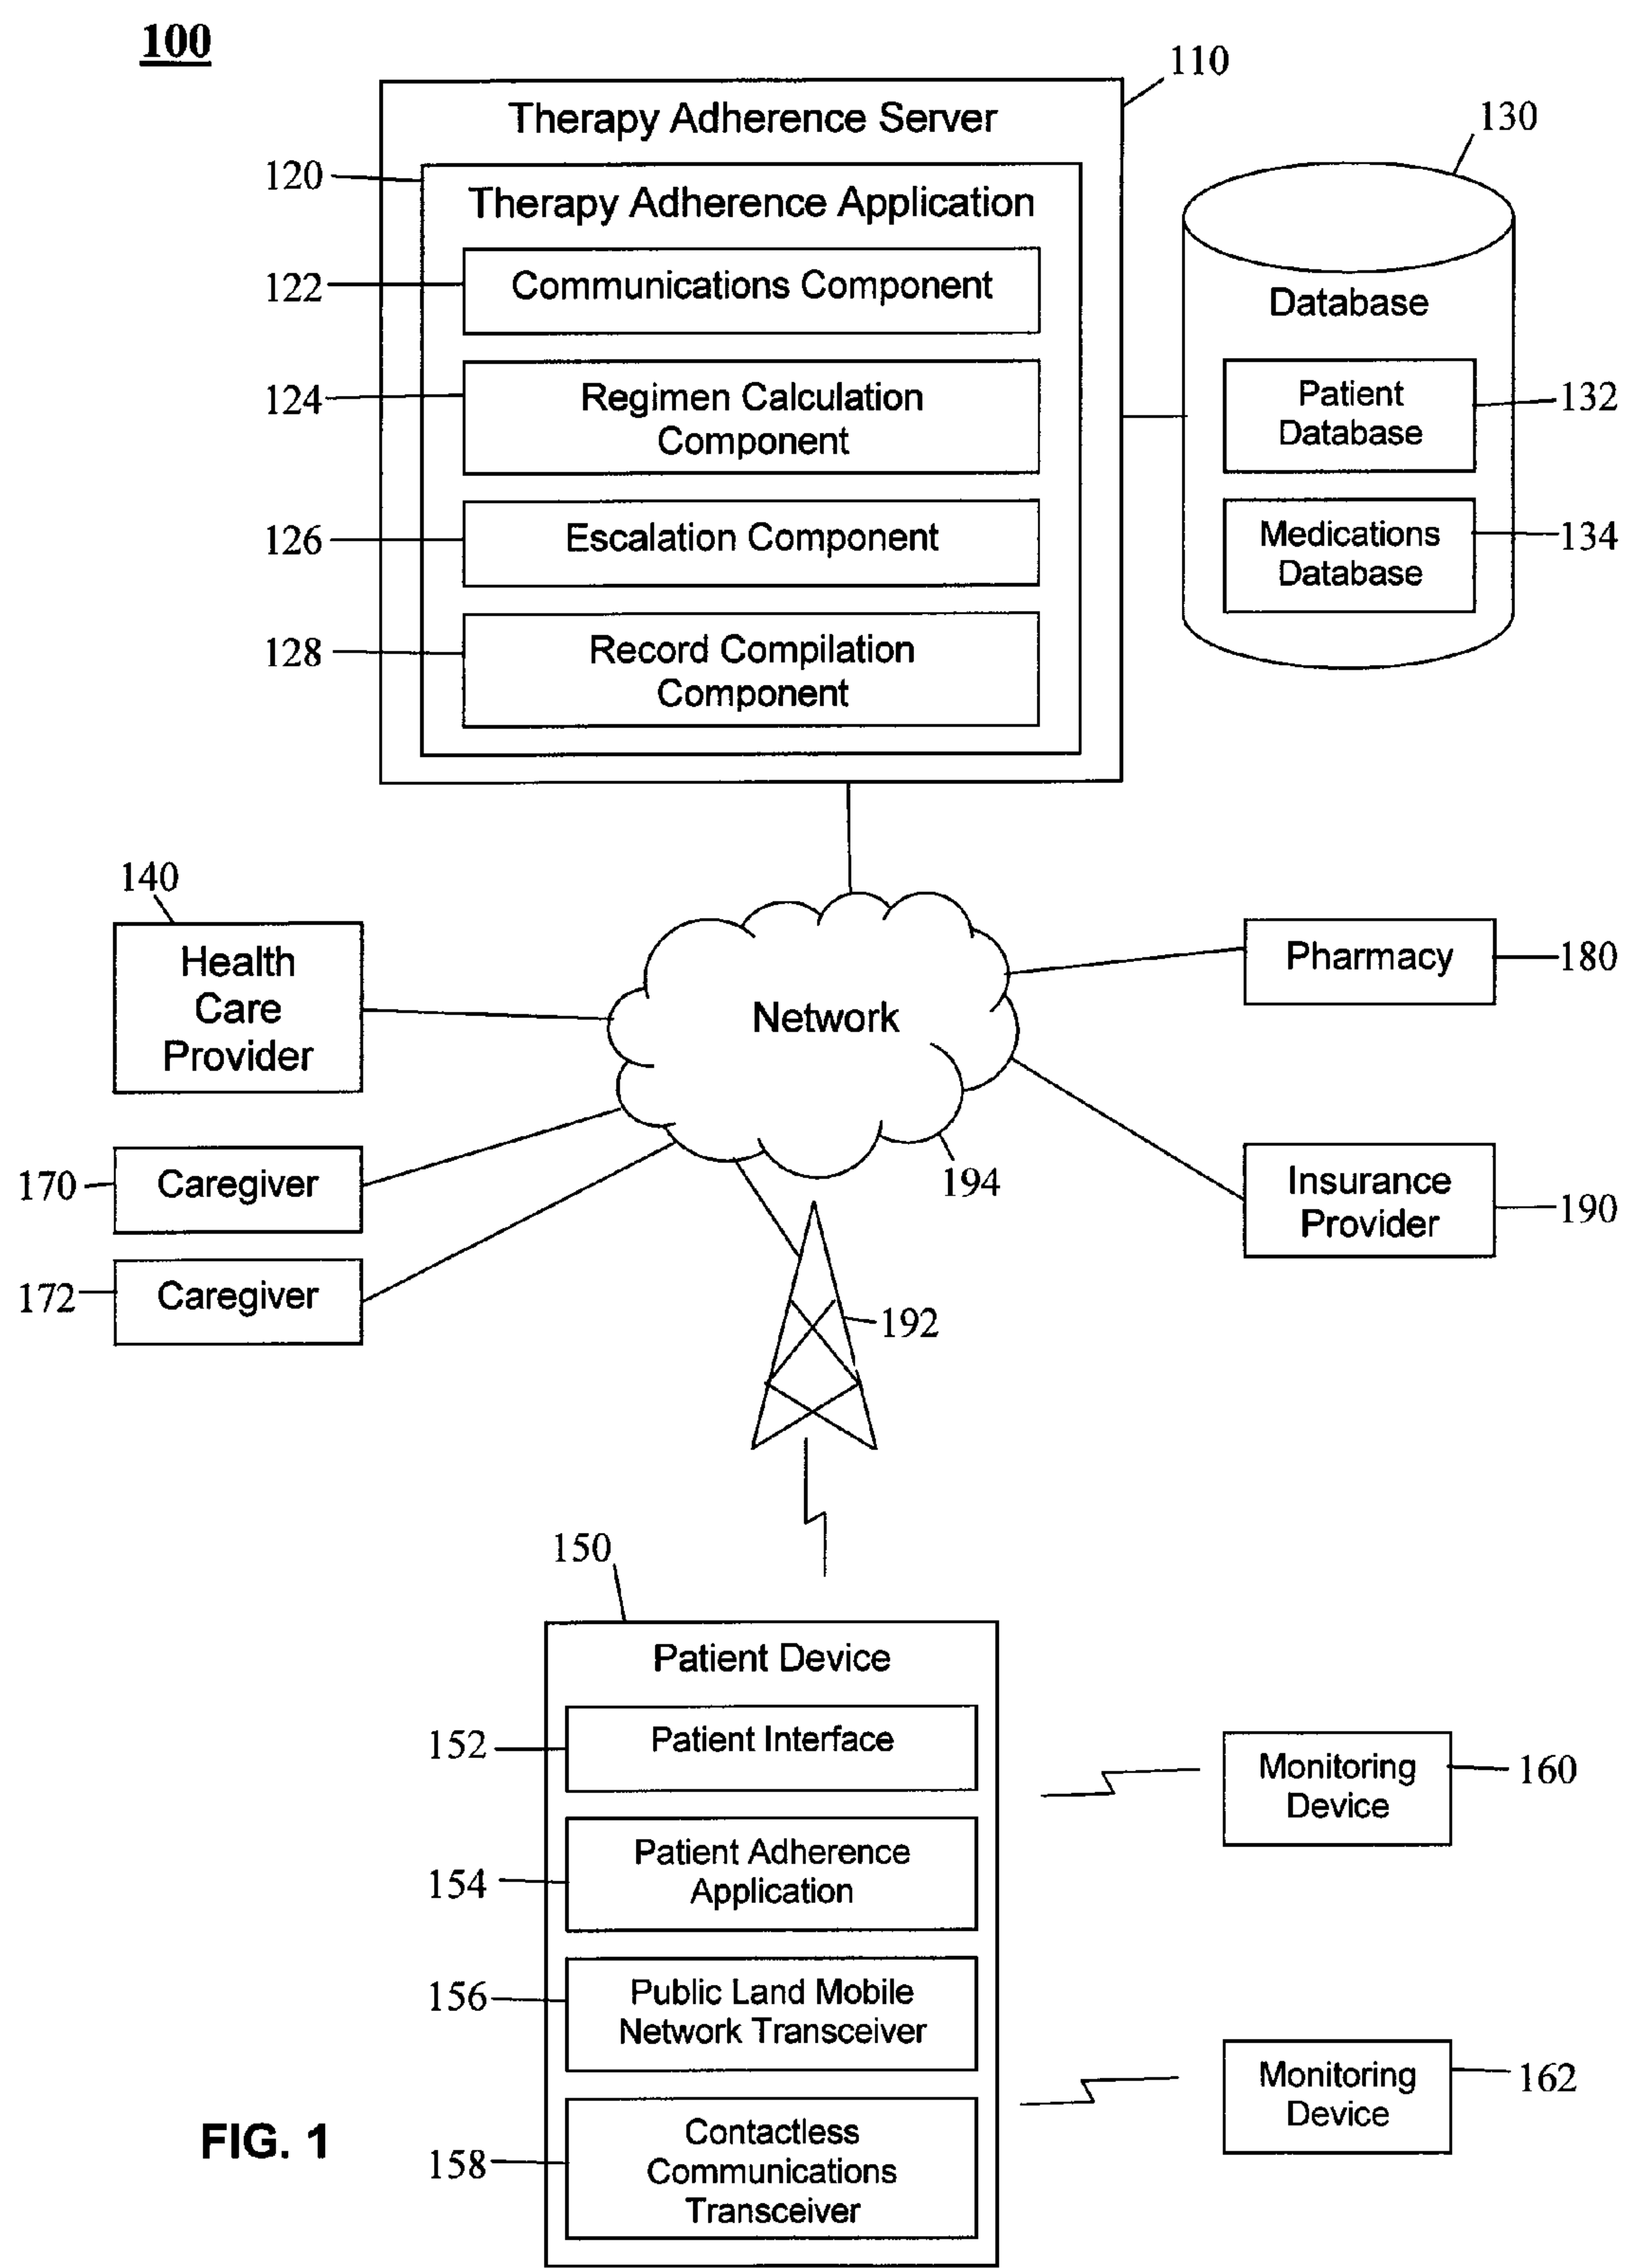 100
110
Therapy Adherence Server
130
120
Therapy Adherence Application
122
Communications Component
Database
124
Regimen Calculation
Component
Patient
Database
132
126
Escalation Component
Medications
Database
134
128
Record Compilation
Component
140
Health
Care
Provider
Network
Pharmacy
180
170
Caregiver
194
Insurance
Provider
190
172
Caregiver
192
150
Patient Device
152
Patient Interface
Monitoring
Device
160
154
Patient Adherence
Application
156
Public Land Mobile
Network Transceiver
Monitoring
Device
162
158
Contactless
Communications
Transceiver
FIG. 1